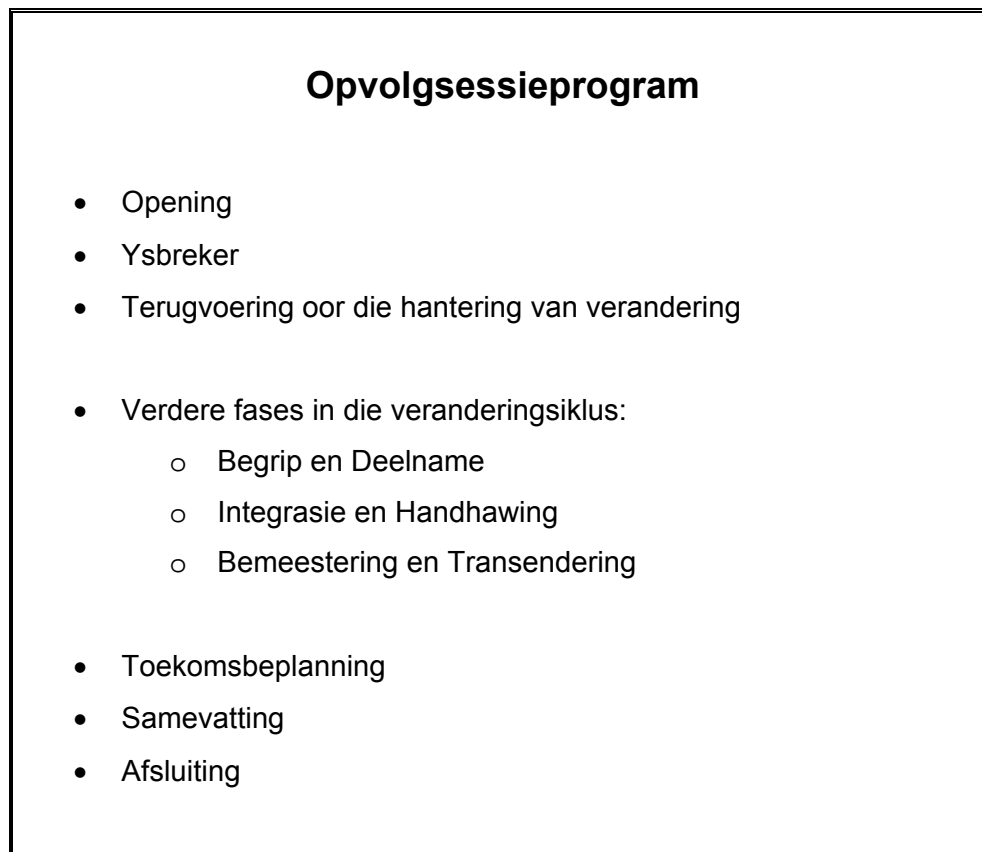 Opvolgsessieprogram
• Opening
• Ysbreker
• Terugvoering oor die hantering van verandering
• Verdere fases in die veranderingsiklus:
o Begrip en Deelname
o Integrasie en Handhawing
o Bemeestering en Transendering
• Toekomsbeplanning
• Samevatting
• Afsluiting